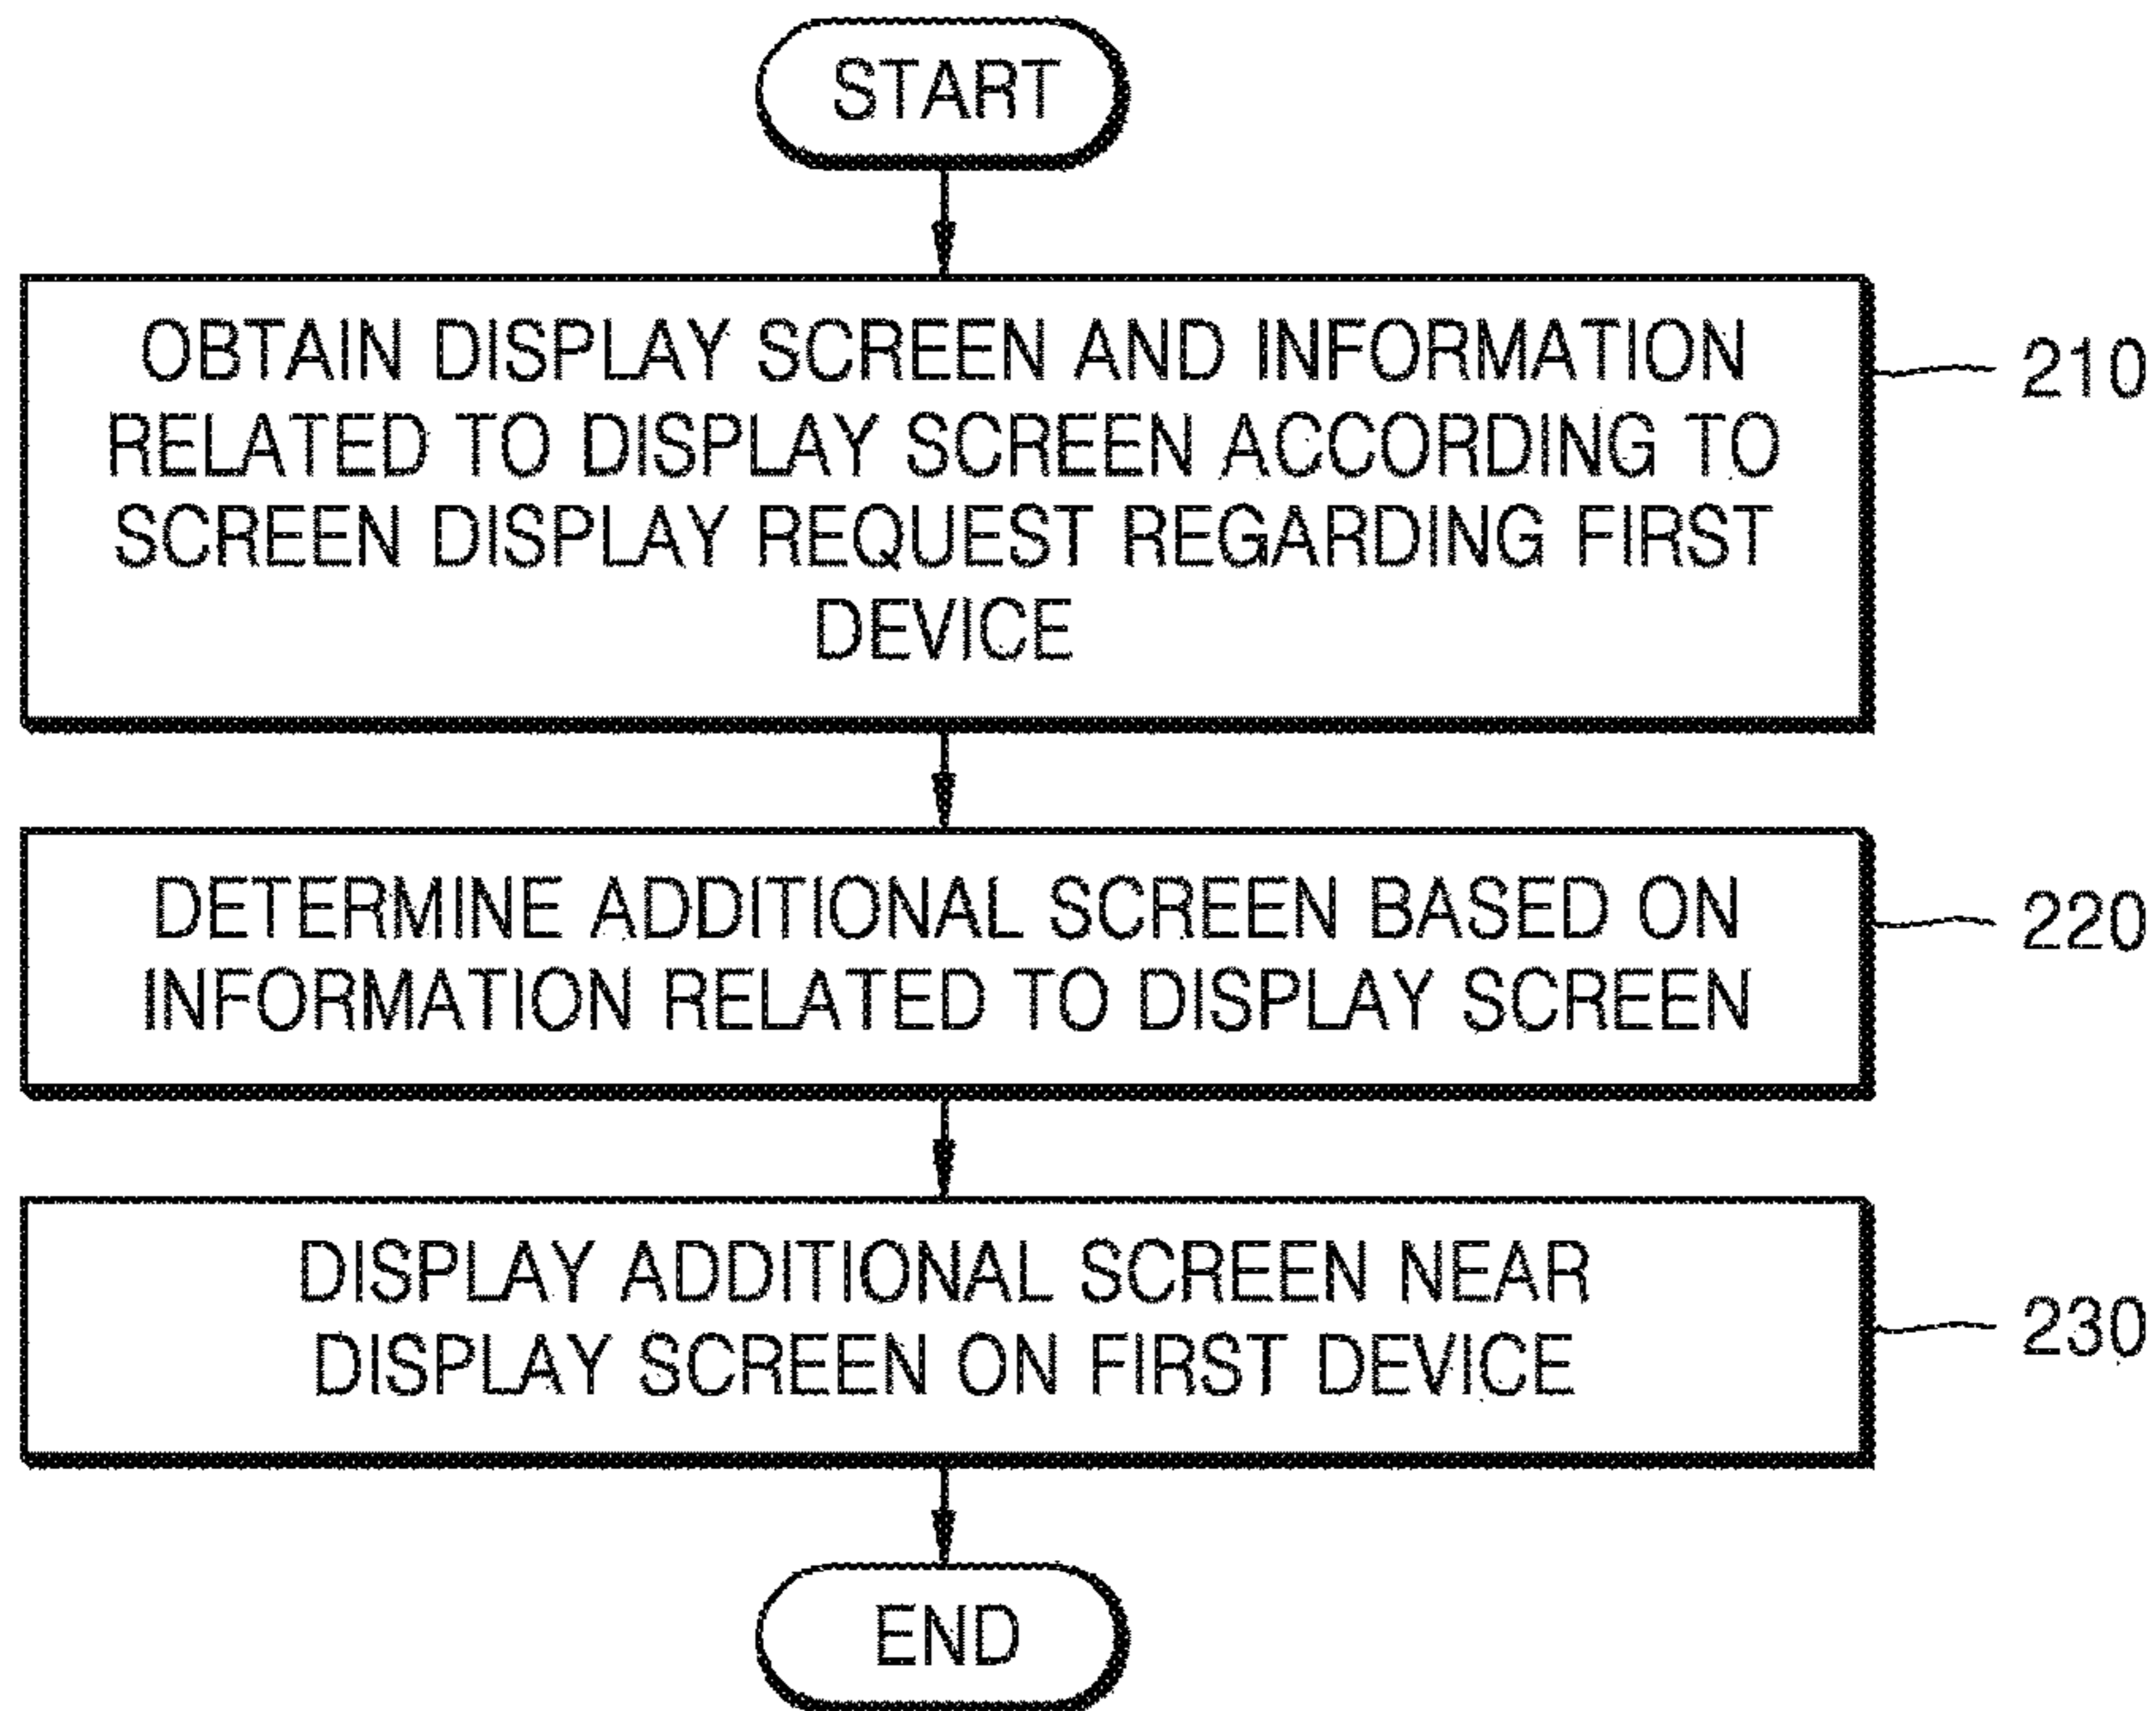 START
OBTAIN DISPLAY SCREEN AND INFORMATION
RELATED TO DISPLAY SCREEN ACCORDING TO
SCREEN DISPLAY REQUEST REGARDING FIRST
DEVICE
210
DETERMINE ADDITIONAL SCREEN BASED ON
INFORMATION RELATED TO DISPLAY SCREEN
220
DISPLAY ADDITIONAL SCREEN NEAR
DISPLAY SCREEN ON FIRST DEVICE
230
END